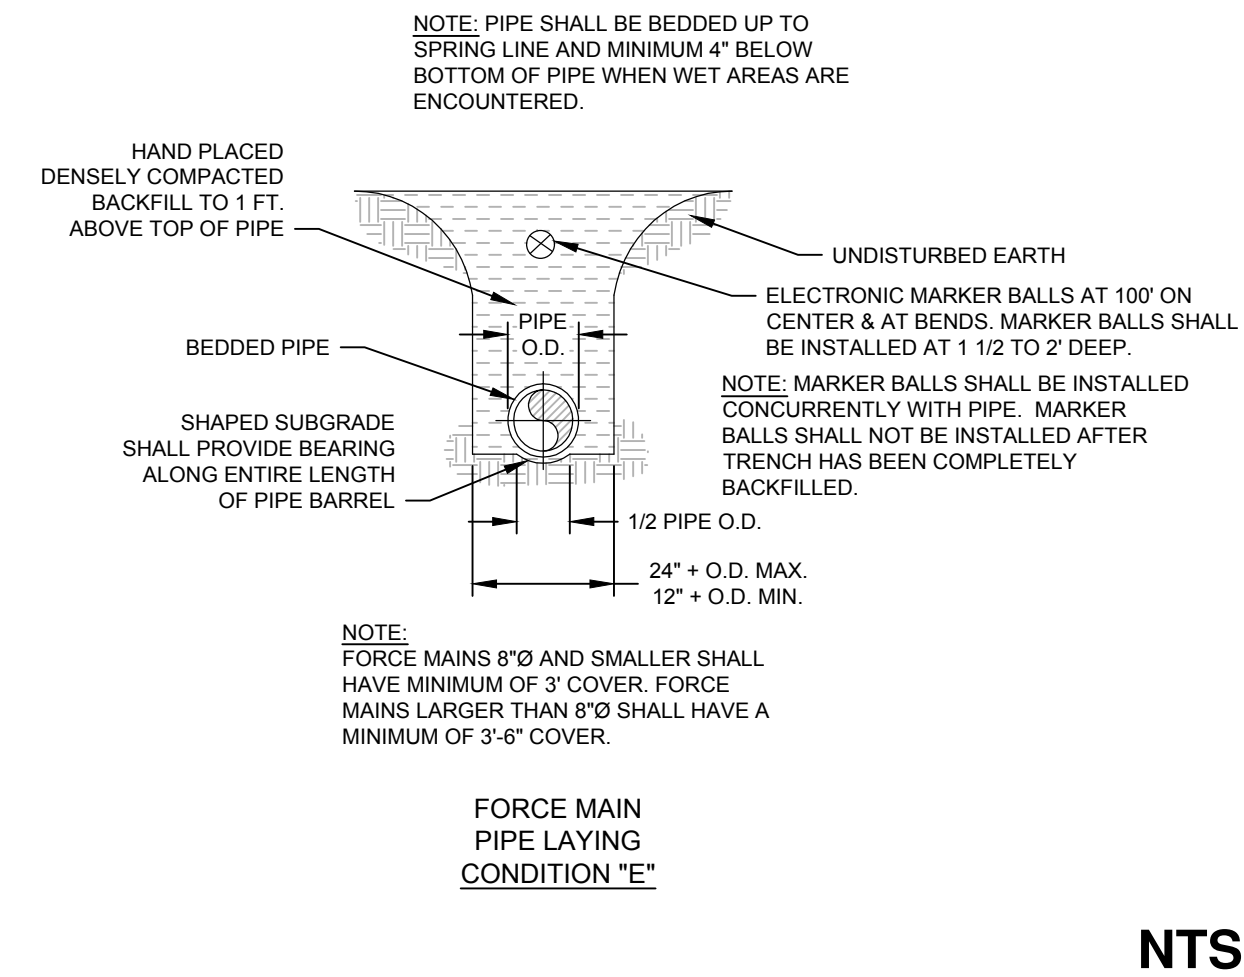 NOTE: PIPE SHALL BE BEDDED UP TO
SPRING LINE AND MINIMUM 4" BELOW
BOTTOM OF PIPE WHEN WET AREAS ARE
ENCOUNTERED.
HAND PLACED
DENSELY COMPACTED
BACKFILL TO 1 FT.
ABOVE TOP OF PIPE
UNDISTURBED EARTH
ELECTRONIC MARKER BALLS AT 100' ON
CENTER & AT BENDS. MARKER BALLS SHALL
BE INSTALLED AT 1 1/2 TO 2' DEEP.
PIPE
O.D.
BEDDED PIPE
NOTE: MARKER BALLS SHALL BE INSTALLED
CONCURRENTLY WITH PIPE. MARKER
BALLS SHALL NOT BE INSTALLED AFTER
TRENCH HAS BEEN COMPLETELY
BACKFILLED.
SHAPED SUBGRADE
SHALL PROVIDE BEARING
ALONG ENTIRE LENGTH
OF PIPE BARREL
1/2 PIPE O.D.
24" + O.D. MAX.
12" + O.D. MIN.
NOTE:
FORCE MAINS 8"Ø AND SMALLER SHALL
HAVE MINIMUM OF 3' COVER. FORCE
MAINS LARGER THAN 8"Ø SHALL HAVE A
MINIMUM OF 3'-6" COVER.
FORCE MAIN
PIPE LAYING
CONDITION "E"
NTS